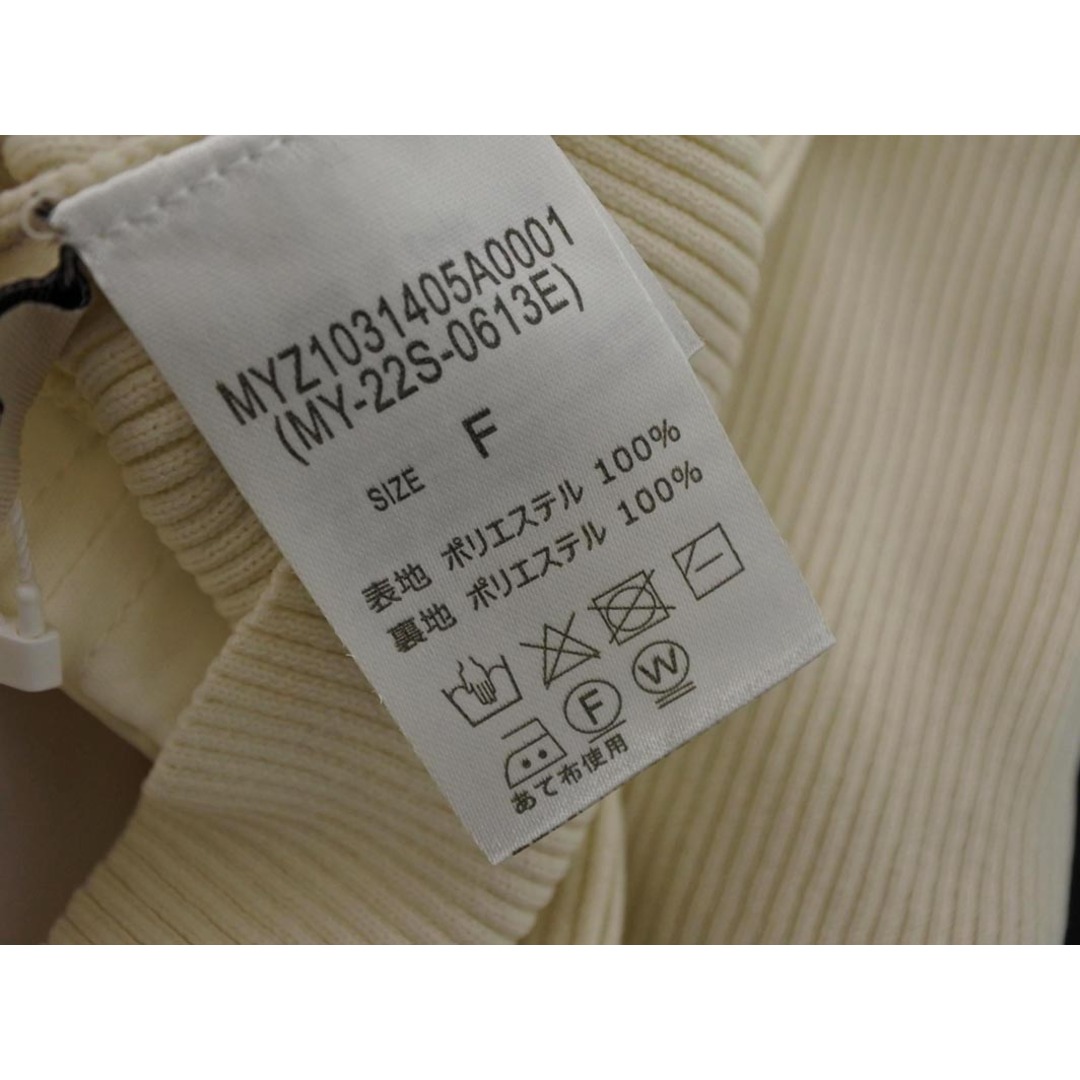 MYZ1031405A0001
(MY-22S-0613E)
SIZE F
表地 ポリエステル 100%
裏地 ポリエステル 100%
F W
あて布使用